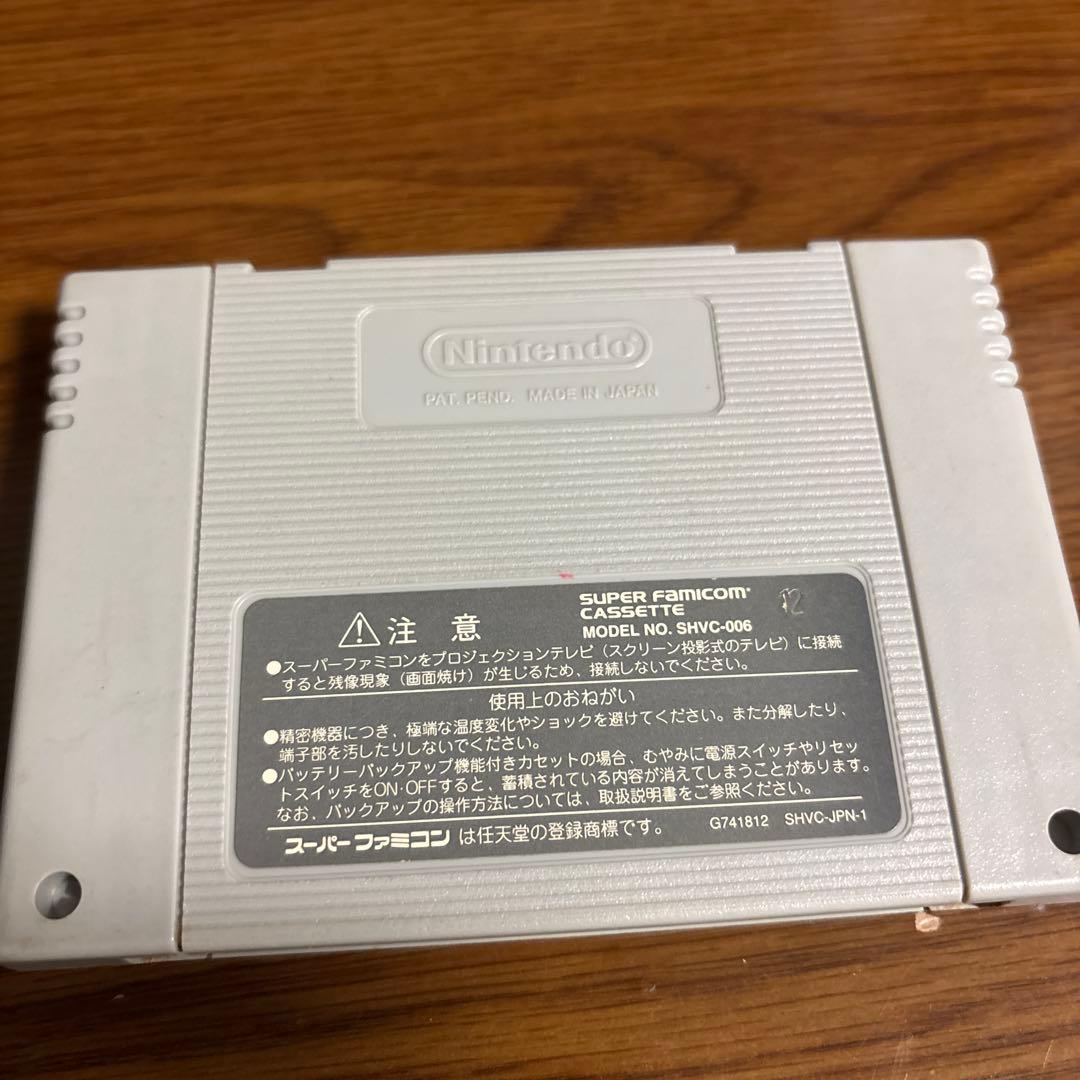 Nintendo®
PAT. PEND. MADE IN JAPAN
SUPER FAMICOM®
CASSETTE
MODEL NO. SHVC-006
12
⚠注 意
●スーパーファミコンをプロジェクションテレビ（スクリーン投影式のテレビ）に接続
すると残像現象（画面焼け）が生じるため、接続しないでください。
使用上のおねがい
●精密機器につき、極端な温度変化やショックを避けてください。また分解したり、
端子部を汚したりしないでください。
●バッテリーバックアップ機能付きカセットの場合、むやみに電源スイッチやリセッ
トスイッチをON・OFFすると、蓄積されている内容が消えてしまうことがあります。
なお、バックアップの操作方法については、取扱説明書をご参照ください。
スーパーファミコン は任天堂の登録商標です。
G741812 SHVC-JPN-1